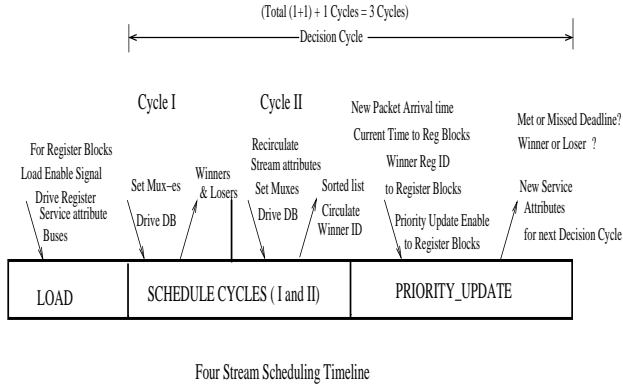 (Total (1+1) + 1 Cycles = 3 Cycles)
Decision Cycle
Cycle I
Cycle II
For Register Blocks
Load Enable Signal
Drive Register
Service attribute
Buses
Set Mux-es
Drive DB
Winners
& Losers
Recirculate
Stream attributes
Set Muxes
Drive DB
Sorted list
Circulate
Winner ID
New Packet Arrival time
Current Time to Reg Blocks
Winner Reg ID
to Register Blocks
Priority Update Enable
to Register Blocks
Met or Missed Deadline?
Winner or Loser ?
New Service
Attributes
for next Decision Cycle
LOAD
SCHEDULE CYCLES ( I and II)
PRIORITY_UPDATE
Four Stream Scheduling Timeline